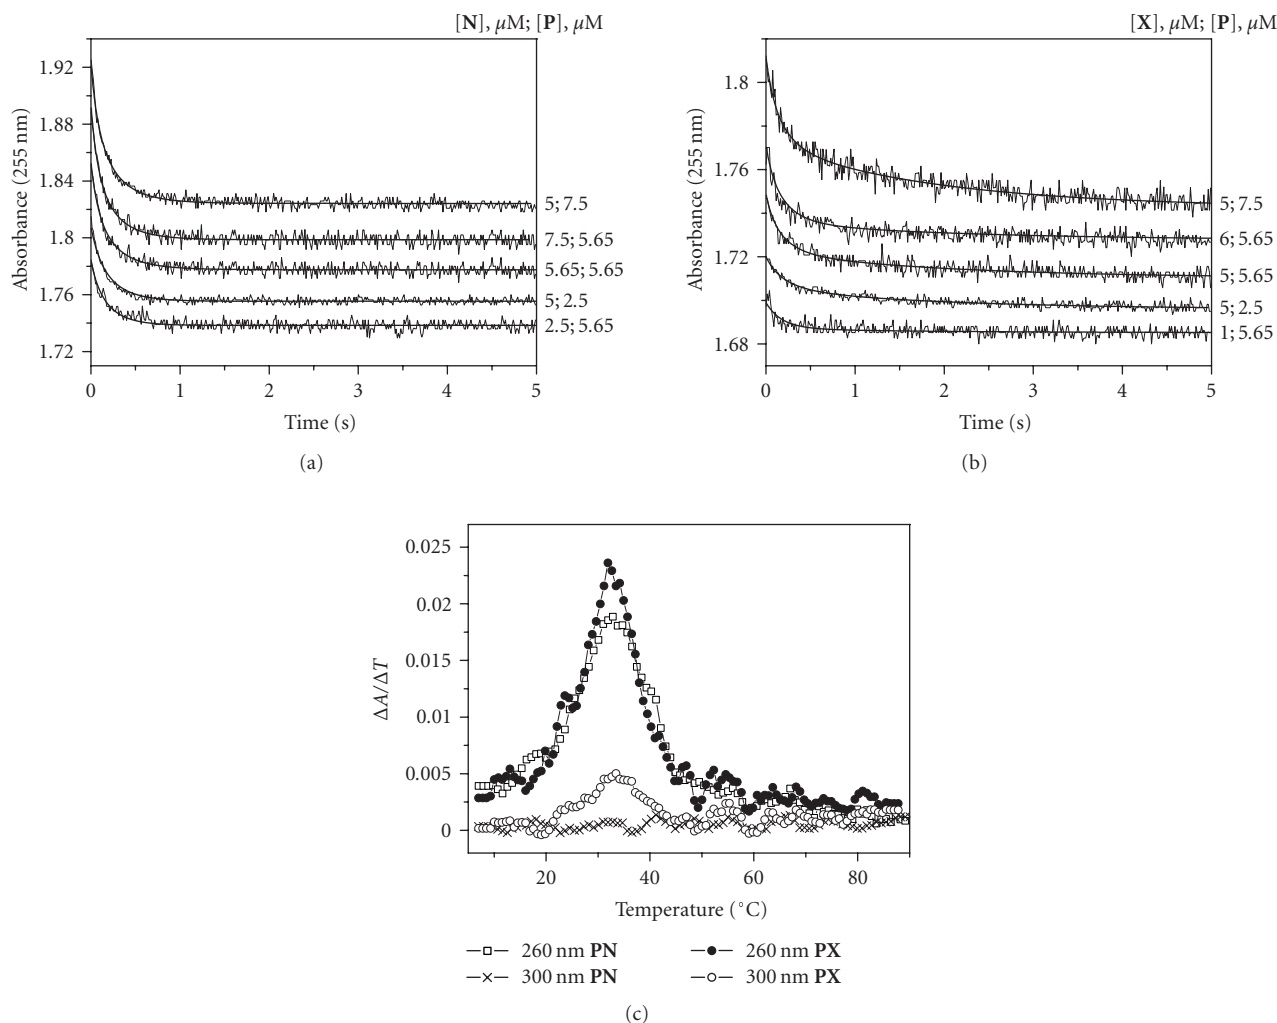 [N], μM; [P], μM
1.92
1.88
1.84
1.8
1.76
1.72
Absorbance (255 nm)
5; 7.5
7.5; 5.65
5.65; 5.65
5; 2.5
2.5; 5.65
0 1 2 3 4 5
Time (s)
(a)
[X], μM; [P], μM
1.8
1.76
1.72
1.68
Absorbance (255 nm)
5; 7.5
6; 5.65
5; 5.65
5; 2.5
1; 5.65
0 1 2 3 4 5
Time (s)
(b)
0.025
0.02
0.015
0.01
0.005
0
ΔA/ΔT
20 40 60 80
Temperature (°C)
260 nm PN
300 nm PN
260 nm PX
300 nm PX
(c)